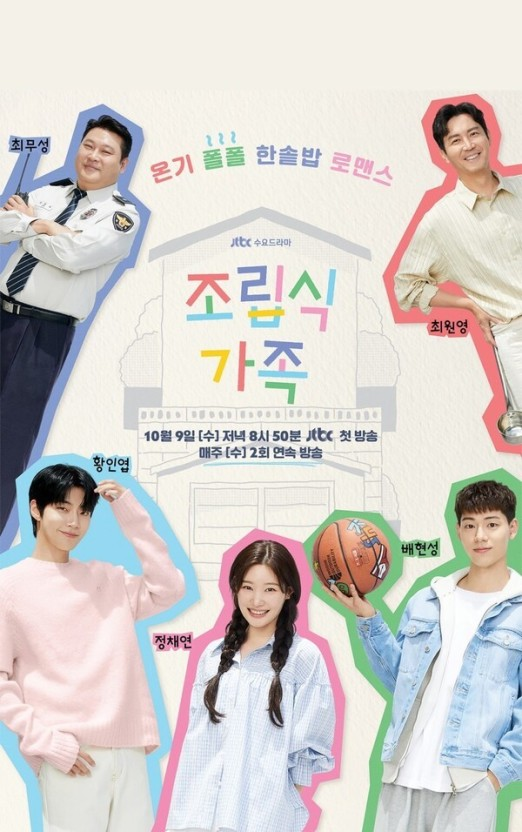 최무성
온기 폴폴 한솥밥 로맨스
jtbc 수요드라마
조립식
가족
최원영
10월 9일 [수] 저녁 8시 50분 jtbc 첫 방송
매주 [수] 2회 연속 방송
황인엽
배현성
정채연